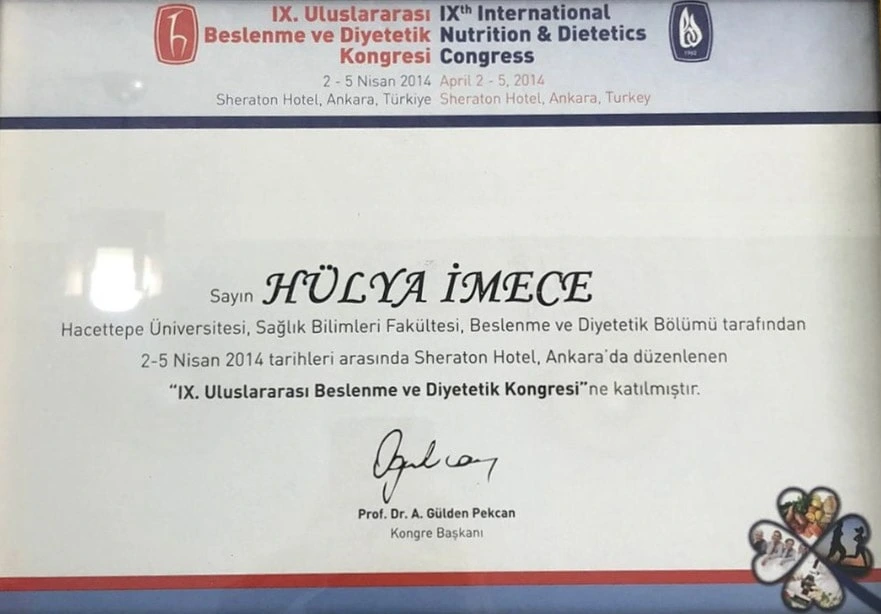 IX. Uluslararası
Beslenme ve Diyetetik
Kongresi
IXth International
Nutrition & Dietetics
Congress
2 - 5 Nisan 2014
Sheraton Hotel, Ankara, Türkiye
April 2 - 5, 2014
Sheraton Hotel, Ankara, Turkey
1962
Sayın HÜLYA İMECE
Hacettepe Üniversitesi, Sağlık Bilimleri Fakültesi, Beslenme ve Diyetetik Bölümü tarafından
2-5 Nisan 2014 tarihleri arasında Sheraton Hotel, Ankara'da düzenlenen
“IX. Uluslararası Beslenme ve Diyetetik Kongresi”ne katılmıştır.
Prof. Dr. A. Gülden Pekcan
Kongre Başkanı